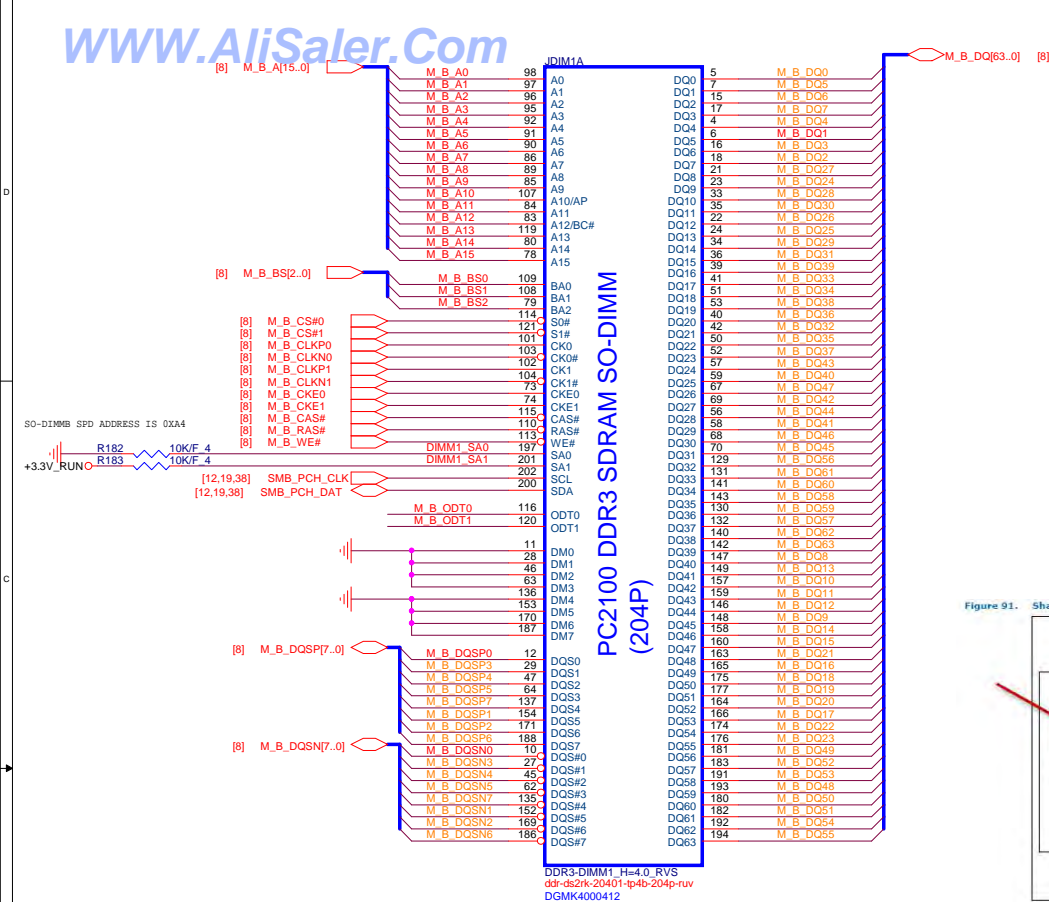 WWW.AliSaler.Com
JDIM1A
[8] M_B_A[15..0]
M_B_A0 98 A0
M_B_A1 97 A1
M_B_A2 96 A2
M_B_A3 95 A3
M_B_A4 92 A4
M_B_A5 91 A5
M_B_A6 90 A6
M_B_A7 86 A7
M_B_A8 89 A8
M_B_A9 85 A9
M_B_A10 107 A10/AP
M_B_A11 84 A11
M_B_A12 83 A12/BC#
M_B_A13 119 A13
M_B_A14 80 A14
M_B_A15 78 A15
[8] M_B_BS[2..0]
M_B_BS0 109 BA0
M_B_BS1 108 BA1
M_B_BS2 79 BA2
[8] M_B_CS#0 114 S0#
[8] M_B_CS#1 121 S1#
[8] M_B_CLKP0 101 CK0
[8] M_B_CLKN0 103 CK0#
[8] M_B_CLKP1 102 CK1
[8] M_B_CLKN1 104 CK1#
[8] M_B_CKE0 73 CKE0
[8] M_B_CKE1 74 CKE1
[8] M_B_CAS# 115 CAS#
[8] M_B_RAS# 110 RAS#
[8] M_B_WE# 113 WE#
SO-DIMMB SPD ADDRESS IS 0XA4
R182 10K/F_4 DIMM1_SA0 197 SA0
+3.3V_RUN R183 10K/F_4 DIMM1_SA1 201 SA1
[12,19,38] SMB_PCH_CLK 202 SCL
[12,19,38] SMB_PCH_DAT 200 SDA
M_B_ODT0 116 ODT0
M_B_ODT1 120 ODT1
11 DM0
28 DM1
46 DM2
63 DM3
136 DM4
153 DM5
170 DM6
187 DM7
[8] M_B_DQSP[7..0]
M_B_DQSP0 12 DQS0
M_B_DQSP3 29 DQS1
M_B_DQSP4 47 DQS2
M_B_DQSP5 64 DQS3
M_B_DQSP7 137 DQS4
M_B_DQSP1 154 DQS5
M_B_DQSP2 171 DQS6
M_B_DQSP6 188 DQS7
[8] M_B_DQSN[7..0]
M_B_DQSN0 10 DQS#0
M_B_DQSN3 27 DQS#1
M_B_DQSN4 45 DQS#2
M_B_DQSN5 62 DQS#3
M_B_DQSN7 135 DQS#4
M_B_DQSN1 152 DQS#5
M_B_DQSN2 169 DQS#6
M_B_DQSN6 186 DQS#7
PC2100 DDR3 SDRAM SO-DIMM
(204P)
M_B_DQ[63..0] [8]
DQ0 5 M_B_DQ0
DQ1 7 M_B_DQ5
DQ2 15 M_B_DQ6
DQ3 17 M_B_DQ7
DQ4 4 M_B_DQ4
DQ5 6 M_B_DQ1
DQ6 16 M_B_DQ3
DQ7 18 M_B_DQ2
DQ8 21 M_B_DQ27
DQ9 23 M_B_DQ24
DQ10 33 M_B_DQ28
DQ11 35 M_B_DQ30
DQ12 22 M_B_DQ26
DQ13 24 M_B_DQ25
DQ14 34 M_B_DQ29
DQ15 36 M_B_DQ31
DQ16 39 M_B_DQ39
DQ17 41 M_B_DQ33
DQ18 51 M_B_DQ34
DQ19 53 M_B_DQ38
DQ20 40 M_B_DQ36
DQ21 42 M_B_DQ32
DQ22 50 M_B_DQ35
DQ23 52 M_B_DQ37
DQ24 57 M_B_DQ43
DQ25 59 M_B_DQ40
DQ26 67 M_B_DQ47
DQ27 69 M_B_DQ42
DQ28 56 M_B_DQ44
DQ29 58 M_B_DQ41
DQ30 68 M_B_DQ46
DQ31 70 M_B_DQ45
DQ32 129 M_B_DQ56
DQ33 131 M_B_DQ61
DQ34 141 M_B_DQ60
DQ35 143 M_B_DQ58
DQ36 130 M_B_DQ59
DQ37 132 M_B_DQ57
DQ38 140 M_B_DQ62
DQ39 142 M_B_DQ63
DQ40 147 M_B_DQ8
DQ41 149 M_B_DQ13
DQ42 157 M_B_DQ10
DQ43 159 M_B_DQ11
DQ44 146 M_B_DQ12
DQ45 148 M_B_DQ9
DQ46 158 M_B_DQ14
DQ47 160 M_B_DQ15
DQ48 163 M_B_DQ21
DQ49 165 M_B_DQ16
DQ50 175 M_B_DQ18
DQ51 177 M_B_DQ19
DQ52 164 M_B_DQ20
DQ53 166 M_B_DQ17
DQ54 174 M_B_DQ22
DQ55 176 M_B_DQ23
DQ56 181 M_B_DQ49
DQ57 183 M_B_DQ52
DQ58 191 M_B_DQ53
DQ59 193 M_B_DQ48
DQ60 180 M_B_DQ50
DQ61 182 M_B_DQ51
DQ62 192 M_B_DQ54
DQ63 194 M_B_DQ55
DDR3-DIMM1_H=4.0_RVS
ddr-ds2rk-20401-tp4b-204p-ruv
DGMK4000412
D
C
Figure 91.